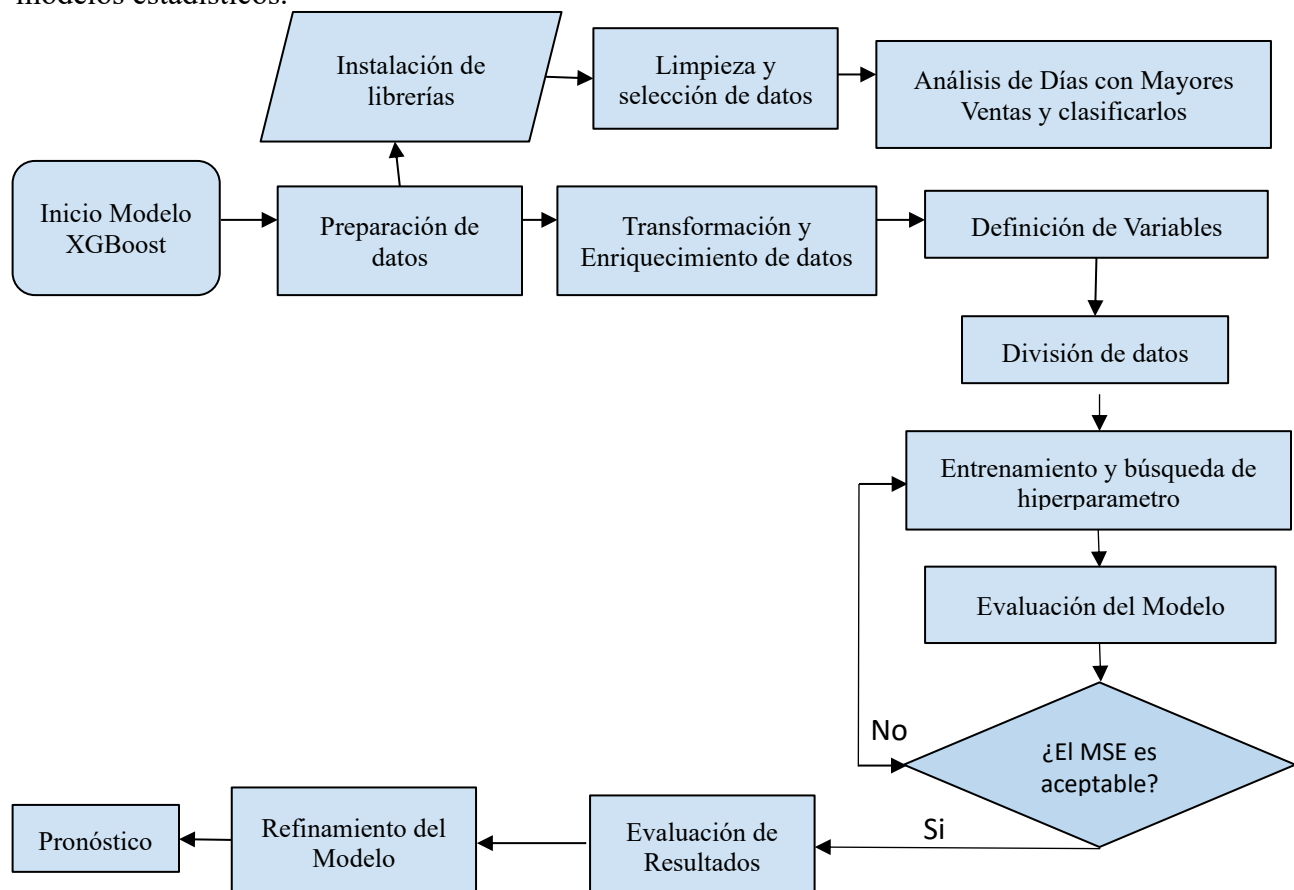 modelos estadísticos.
Instalación de
librerías
Limpieza y
selección de datos
Análisis de Días con Mayores
Ventas y clasificarlos
Inicio Modelo
XGBoost
Preparación de
datos
Transformación y
Enriquecimiento de datos
Definición de Variables
División de datos
Entrenamiento y búsqueda de
hiperparametro
Evaluación del Modelo
No
¿El MSE es
aceptable?
Si
Evaluación de
Resultados
Refinamiento del
Modelo
Pronóstico